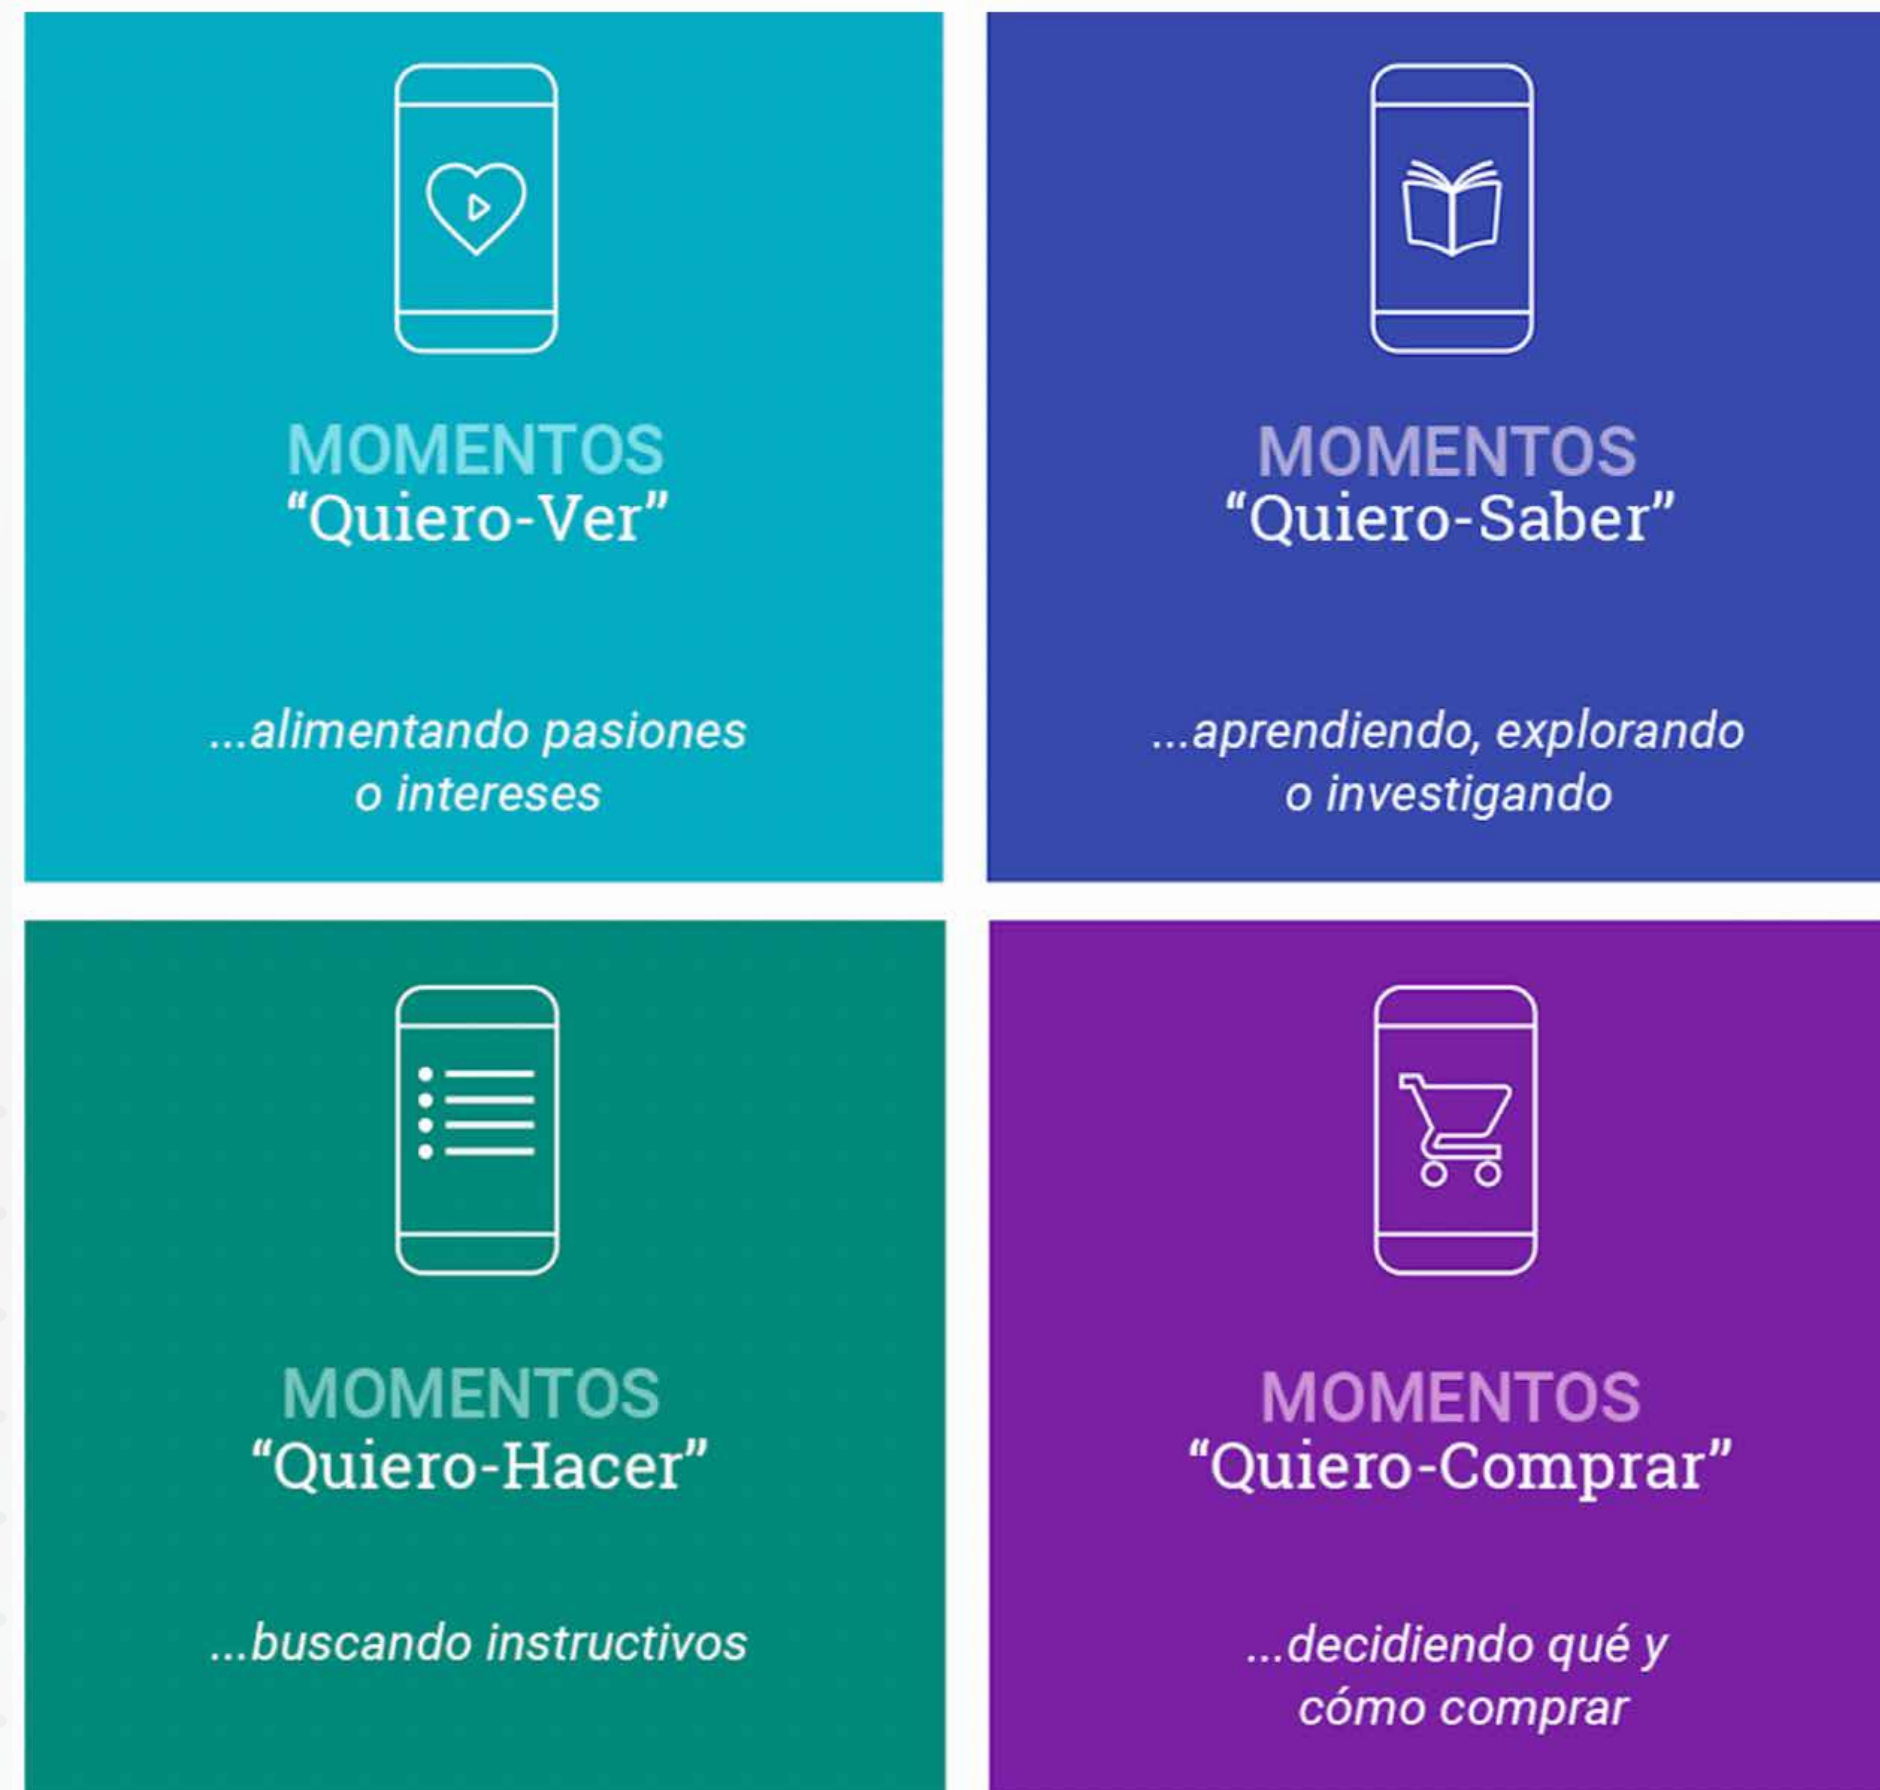 MOMENTOS
“Quiero-Ver”
...alimentando pasiones
o intereses
MOMENTOS
“Quiero-Saber”
...aprendiendo, explorando
o investigando
MOMENTOS
“Quiero-Hacer”
...buscando instructivos
MOMENTOS
“Quiero-Comprar”
...decidiendo qué y
cómo comprar